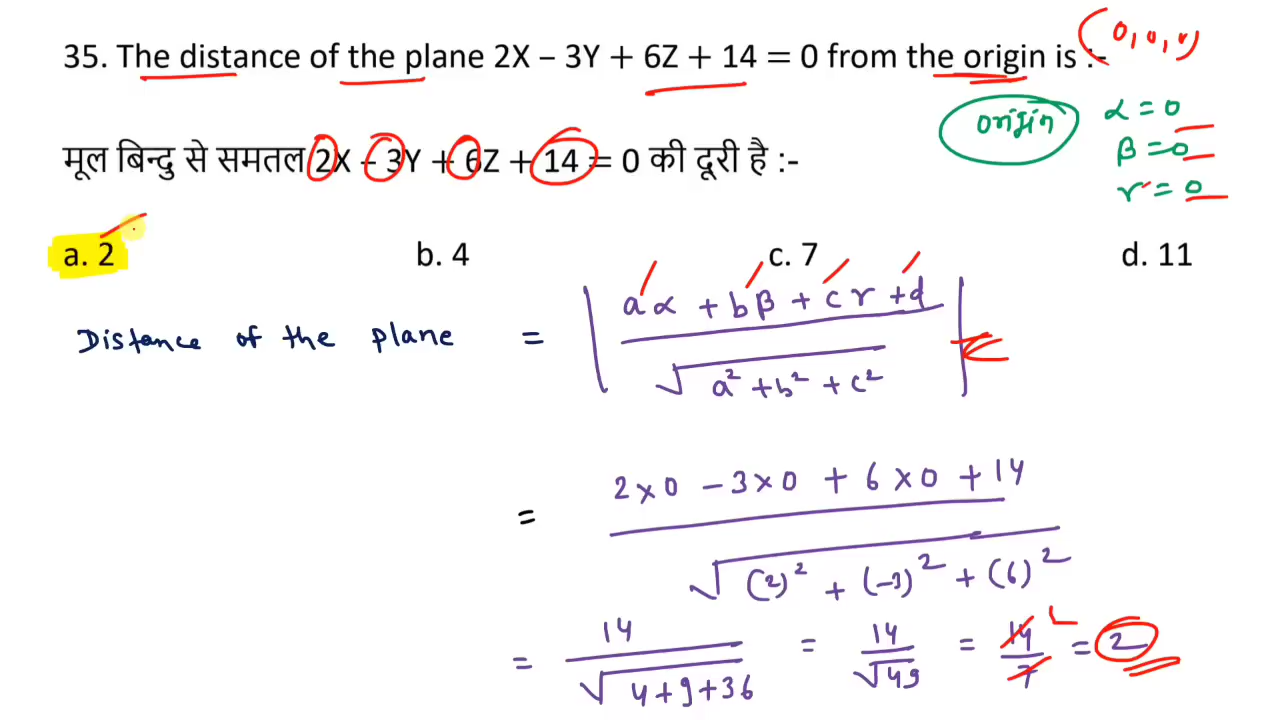 35. The distance of the plane 2X – 3Y + 6Z + 14 = 0 from the origin is :-
(0, 0, 0)
origin
α = 0
β = 0
γ = 0
मूल बिन्दु से समतल 2X – 3Y + 6Z + 14 = 0 की दूरी है :-
a. 2 b. 4 c. 7 d. 11
Distance of the plane = | aα + bβ + cγ + d / √a² + b² + c² |
= 2×0 – 3×0 + 6×0 + 14 / √(2)² + (-3)² + (6)²
= 14 / √4+9+36 = 14 / √49 = 14 / 7 2 = 2